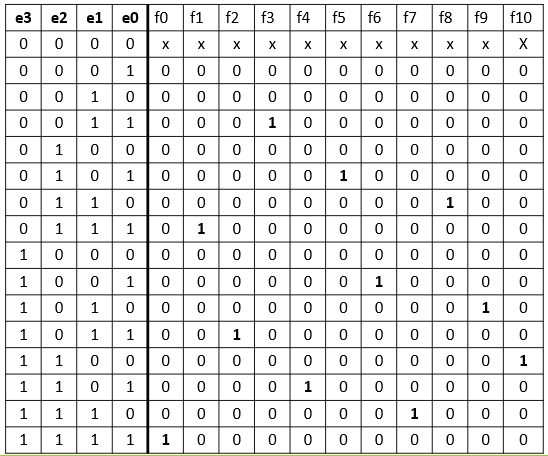 e3 e2 e1 e0 f0 f1 f2 f3 f4 f5 f6 f7 f8 f9 f10
0 0 0 0 x x x x x x x x x x X
0 0 0 1 0 0 0 0 0 0 0 0 0 0 0
0 0 1 0 0 0 0 0 0 0 0 0 0 0 0
0 0 1 1 0 0 0 1 0 0 0 0 0 0 0
0 1 0 0 0 0 0 0 0 0 0 0 0 0 0
0 1 0 1 0 0 0 0 0 1 0 0 0 0 0
0 1 1 0 0 0 0 0 0 0 0 0 1 0 0
0 1 1 1 0 1 0 0 0 0 0 0 0 0 0
1 0 0 0 0 0 0 0 0 0 0 0 0 0 0
1 0 0 1 0 0 0 0 0 0 1 0 0 0 0
1 0 1 0 0 0 0 0 0 0 0 0 0 1 0
1 0 1 1 0 0 1 0 0 0 0 0 0 0 0
1 1 0 0 0 0 0 0 0 0 0 0 0 0 1
1 1 0 1 0 0 0 0 1 0 0 0 0 0 0
1 1 1 0 0 0 0 0 0 0 0 1 0 0 0
1 1 1 1 1 0 0 0 0 0 0 0 0 0 0